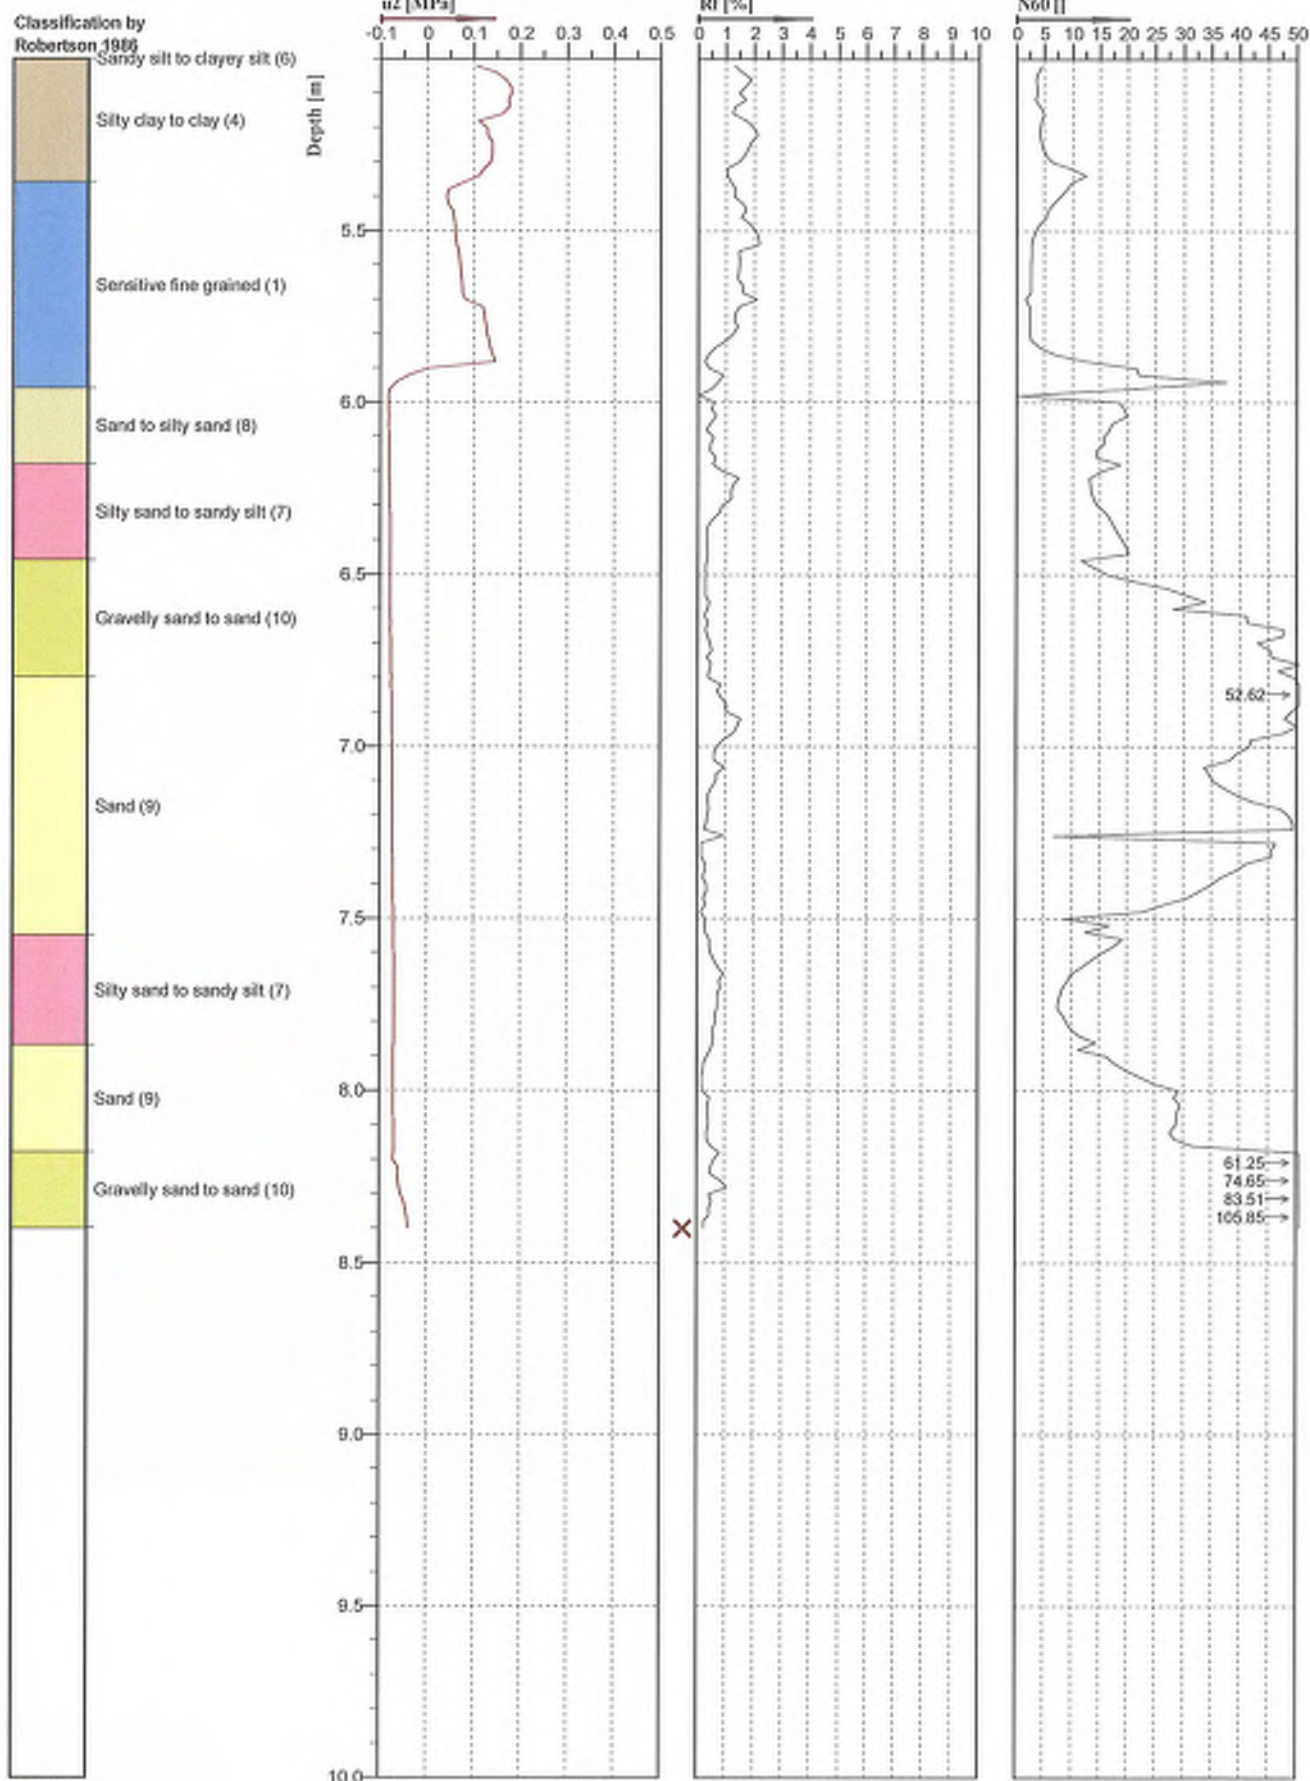 Classification by
Robertson 1986
u2 [MPa]
Rf [%]
N60 []
-0.1 0 0.1 0.2 0.3 0.4 0.5
0 1 2 3 4 5 6 7 8 9 10
0 5 10 15 20 25 30 35 40 45 50
Sandy silt to clayey silt (6)
Depth [m]
Silty clay to clay (4)
5.5
Sensitive fine grained (1)
6.0
Sand to silty sand (8)
Silty sand to sandy silt (7)
6.5
Gravelly sand to sand (10)
52.62
7.0
Sand (9)
7.5
Silty sand to sandy silt (7)
8.0
Sand (9)
61.25
74.65
Gravelly sand to sand (10)
83.51
105.85
8.5
9.0
9.5
10.0